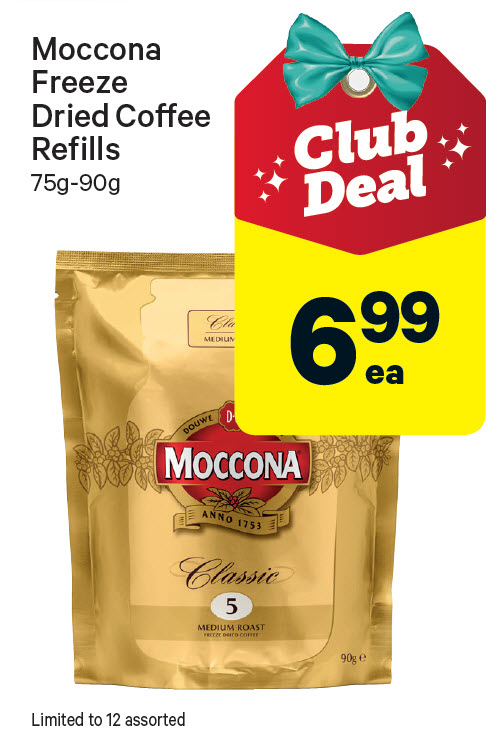 Moccona
Freeze
Dried Coffee
Refills
75g-90g
Club
Deal
6.99
ea
MEDIUM
DOUWE
MOCCONA
ANNO 1753
Classic
5
MEDIUM ROAST
FREEZE DRIED COFFEE
90g e
Limited to 12 assorted